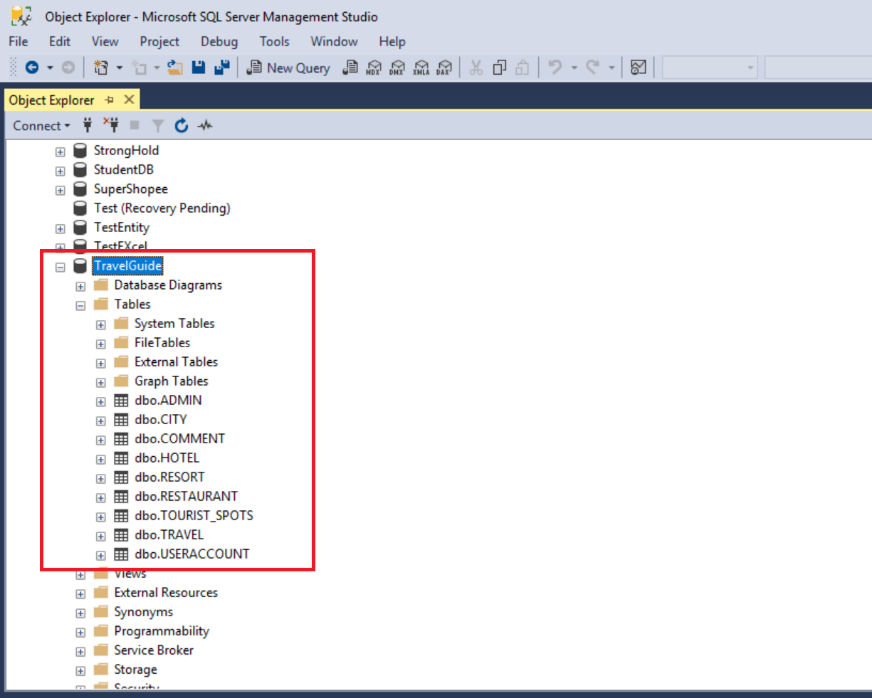 Object Explorer - Microsoft SQL Server Management Studio
File Edit View Project Debug Tools Window Help
New Query MDX DMX XMLA DAX
Object Explorer
Connect
StrongHold
StudentDB
SuperShopee
Test (Recovery Pending)
TestEntity
TestEXcel
TravelGuide
Database Diagrams
Tables
System Tables
FileTables
External Tables
Graph Tables
dbo.ADMIN
dbo.CITY
dbo.COMMENT
dbo.HOTEL
dbo.RESORT
dbo.RESTAURANT
dbo.TOURIST_SPOTS
dbo.TRAVEL
dbo.USERACCOUNT
Views
External Resources
Synonyms
Programmability
Service Broker
Storage
Security